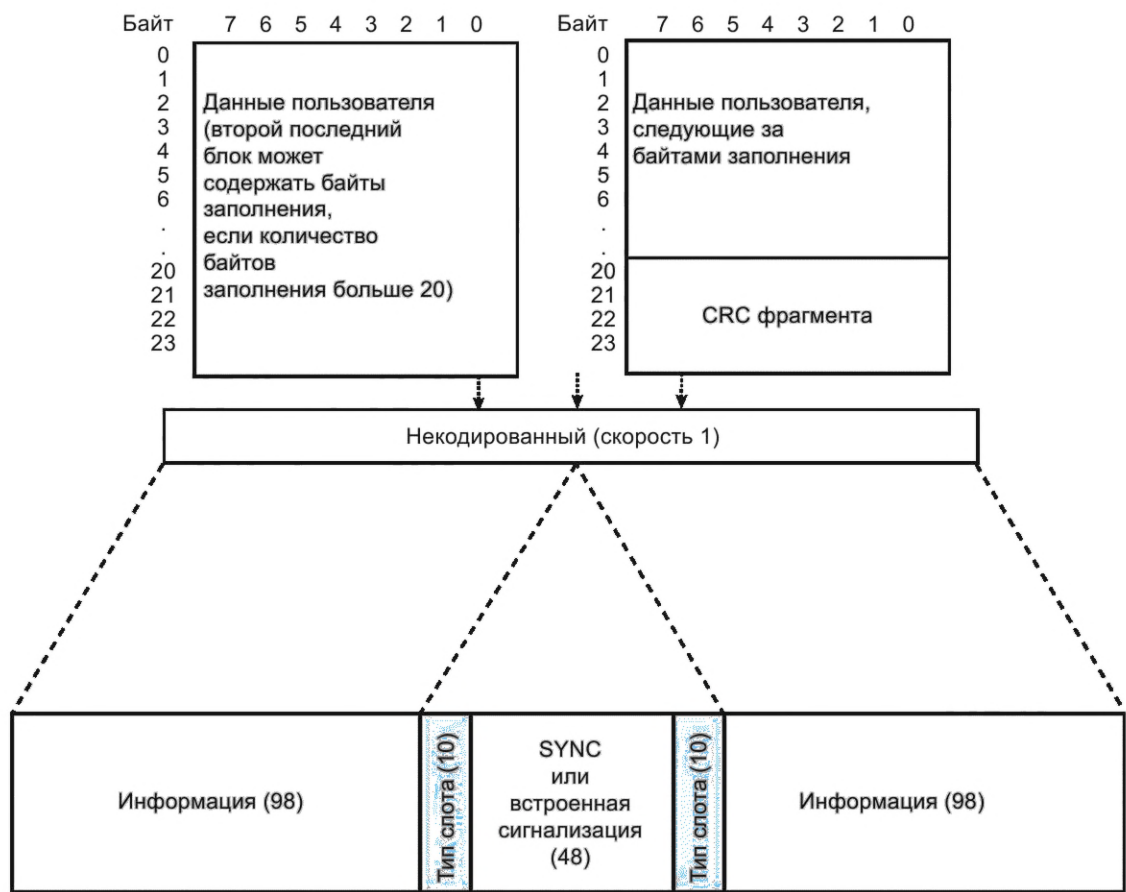 Байт 7 6 5 4 3 2 1 0
0
1
2
3
4
5
6
.
.
20
21
22
23
Данные пользователя
(второй последний
блок может
содержать байты
заполнения,
если количество
байтов
заполнения больше 20)
Байт 7 6 5 4 3 2 1 0
0
1
2
3
4
5
6
.
.
20
21
22
23
Данные пользователя,
следующие за
байтами заполнения
CRC фрагмента
Некодированный (скорость 1)
Информация (98)
Тип слота (10)
SYNC
или
встроенная
сигнализация
(48)
Тип слота (10)
Информация (98)